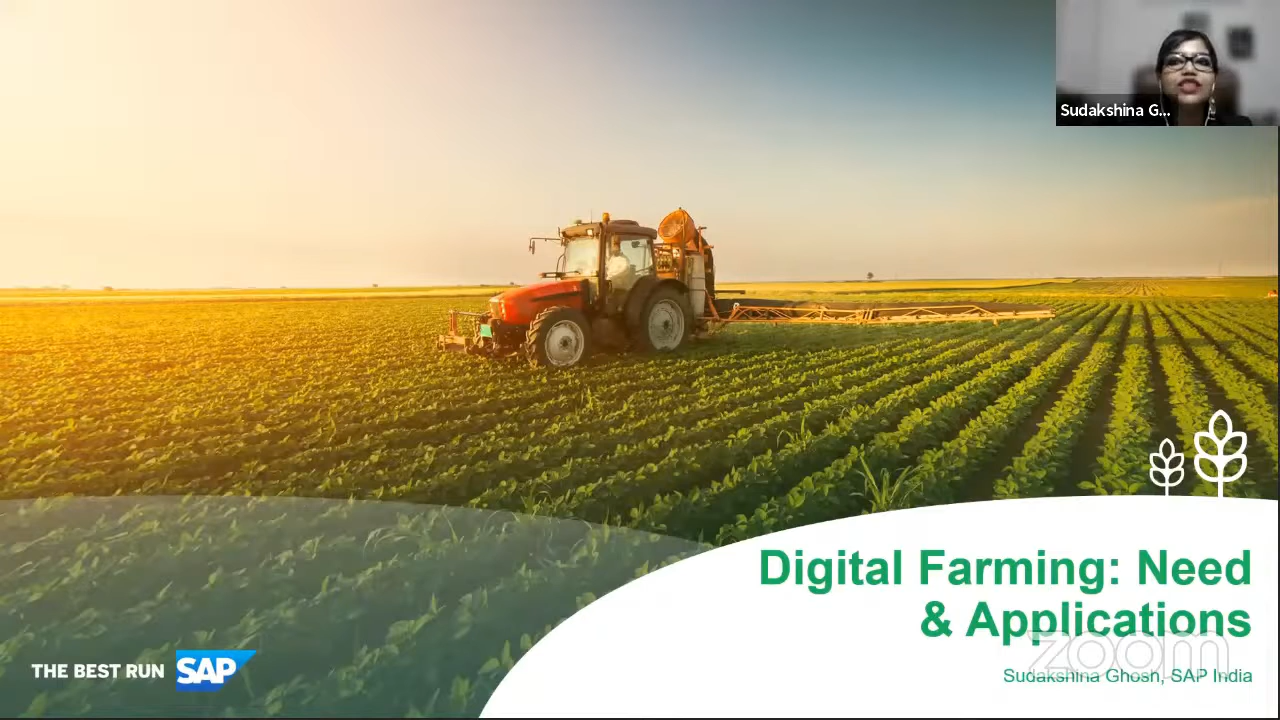 Sudakshina G...
Digital Farming: Need
& Applications
zoom
Sudakshina Ghosh, SAP India
THE BEST RUN SAP